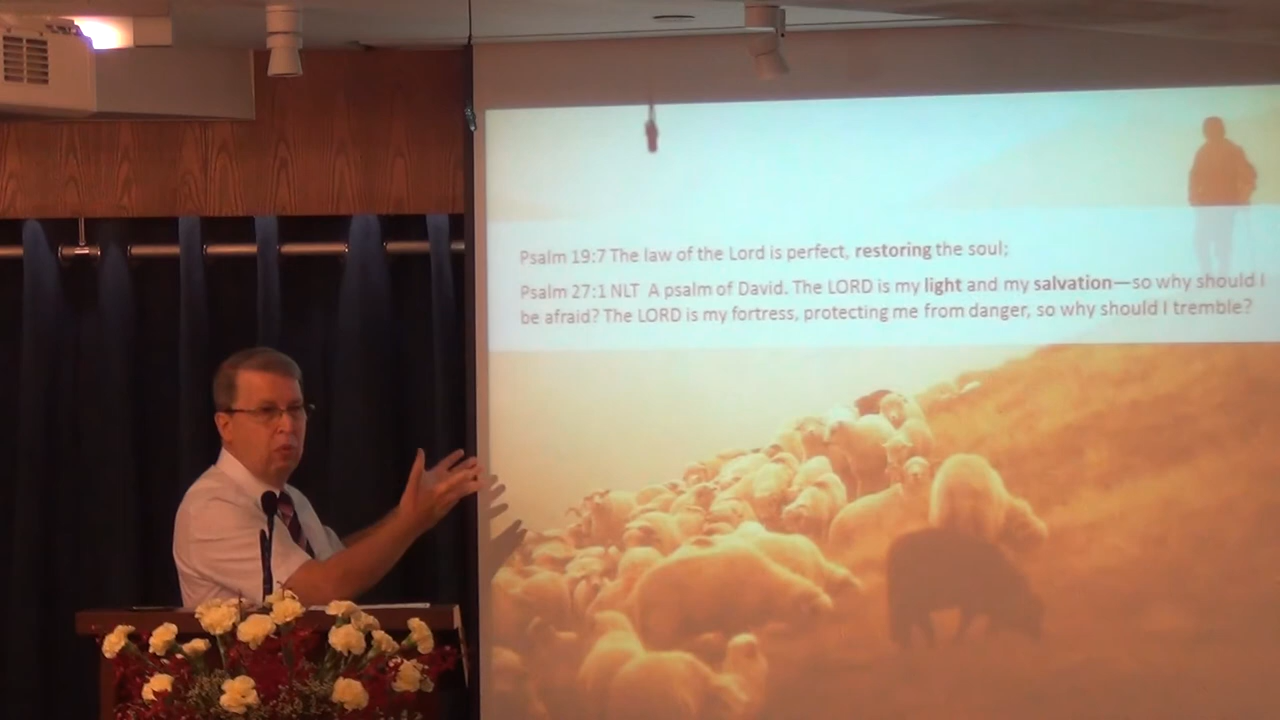 Psalm 19:7 The law of the Lord is perfect, restoring the soul;
Psalm 27:1 NLT A psalm of David. The LORD is my light and my salvation—so why should I
be afraid? The LORD is my fortress, protecting me from danger, so why should I tremble?